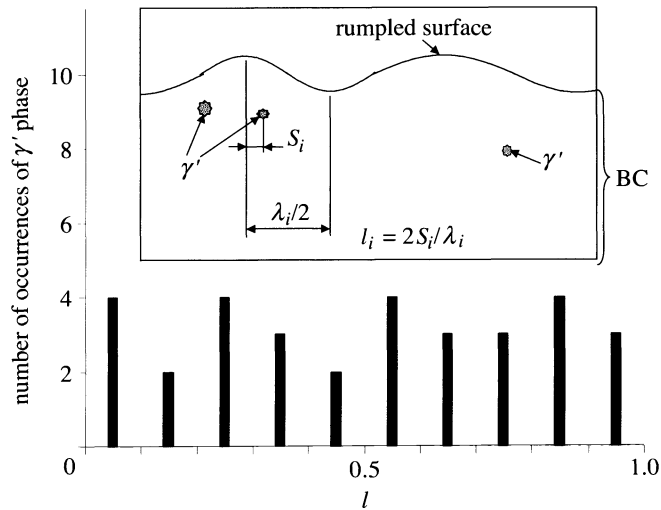 rumpled surface
10
8
6
4
2
0
number of occurrences of γ' phase
γ'
S_i
γ'
BC
λ_i/2
l_i = 2S_i/λ_i
0.5
1.0
l